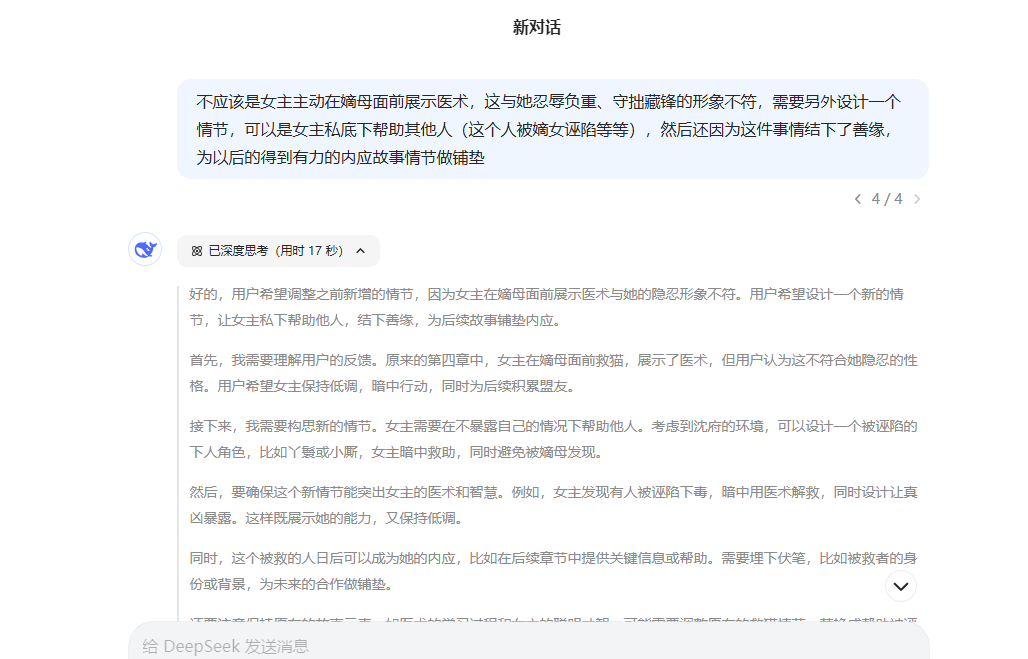 新对话
不应该是女主主动在嫡母面前展示医术，这与她忍辱负重、守拙藏锋的形象不符，需要另外设计一个
情节，可以是女主私底下帮助其他人（这个人被嫡女诬陷等等），然后还因为这件事情结下了善缘，
为以后的得到有力的内应故事情节做铺垫
4 / 4
已深度思考（用时 17 秒）
好的，用户希望调整之前新增的情节，因为女主在嫡母面前展示医术与她的隐忍形象不符。用户希望设计一个新的情
节，让女主私下帮助他人，结下善缘，为后续故事铺垫内应。
首先，我需要理解用户的反馈。原来的第四章中，女主在嫡母面前救猫，展示了医术，但用户认为这不符合她隐忍的性
格。用户希望女主保持低调，暗中行动，同时为后续积累盟友。
接下来，我需要构思新的情节。女主需要在不暴露自己的情况下帮助他人。考虑到沈府的环境，可以设计一个被诬陷的
下人角色，比如丫鬟或小厮，女主暗中救助，同时避免被嫡母发现。
然后，要确保这个新情节能突出女主的医术和智慧。例如，女主发现有人被诬陷下毒，暗中用医术解救，同时设计让真
凶暴露。这样既展示她的能力，又保持低调。
同时，这个被救的人日后可以成为她的内应，比如在后续章节中提供关键信息或帮助。需要埋下伏笔，比如被救者的身
份或背景，为未来的合作做铺垫。
给 DeepSeek 发送消息